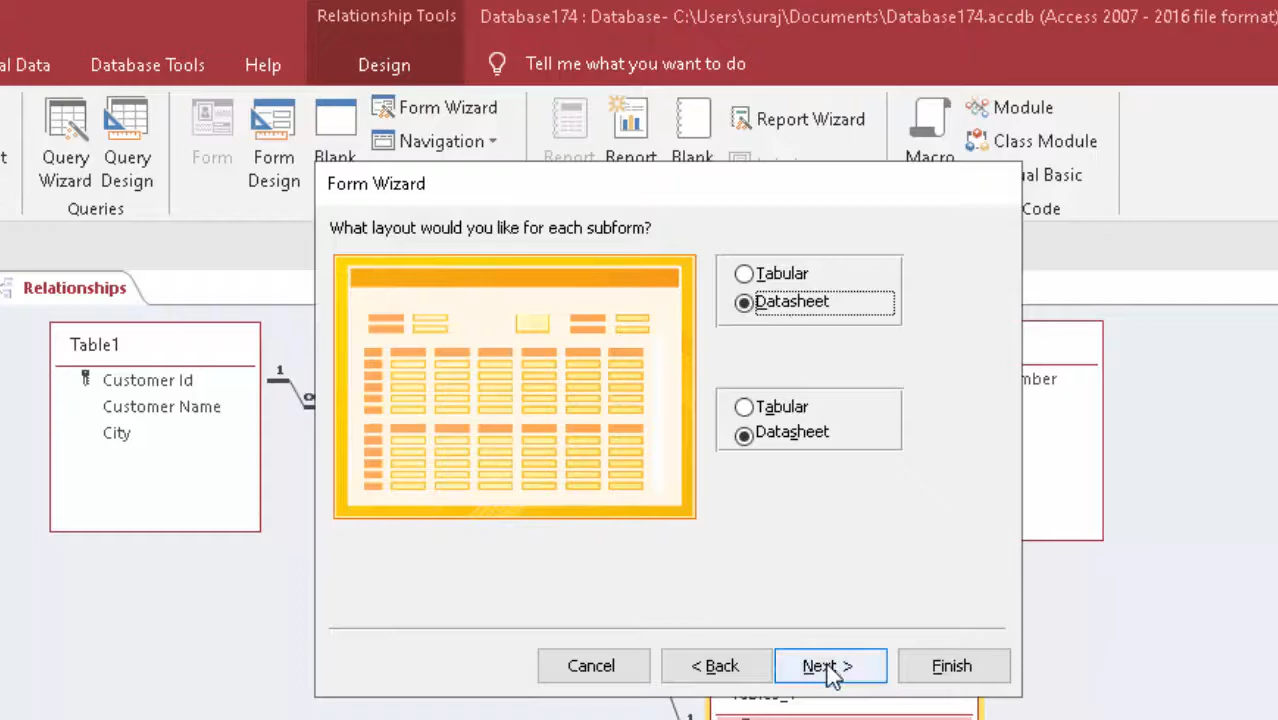 Relationship Tools
Database174 : Database- C:\Users\suraj\Documents\Database174.accdb (Access 2007 - 2016 file format)
al Data
Database Tools
Help
Design
Tell me what you want to do
Query Wizard
Query Design
Queries
Form
Form Design
Blank
Form Wizard
Navigation
Report
Report
Blank
Report Wizard
Macro
Module
Class Module
ual Basic
Code
Form Wizard
What layout would you like for each subform?
Tabular
Datasheet
Tabular
Datasheet
Relationships
Table1
Customer Id
Customer Name
City
1
mber
Cancel
< Back
Next >
Finish
1